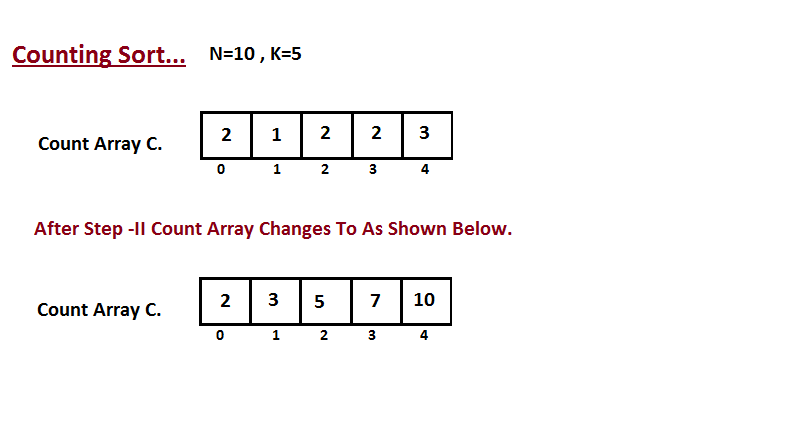 Counting Sort... N=10 , K=5
Count Array C. 2 1 2 2 3
0 1 2 3 4
After Step -II Count Array Changes To As Shown Below.
Count Array C. 2 3 5 7 10
0 1 2 3 4